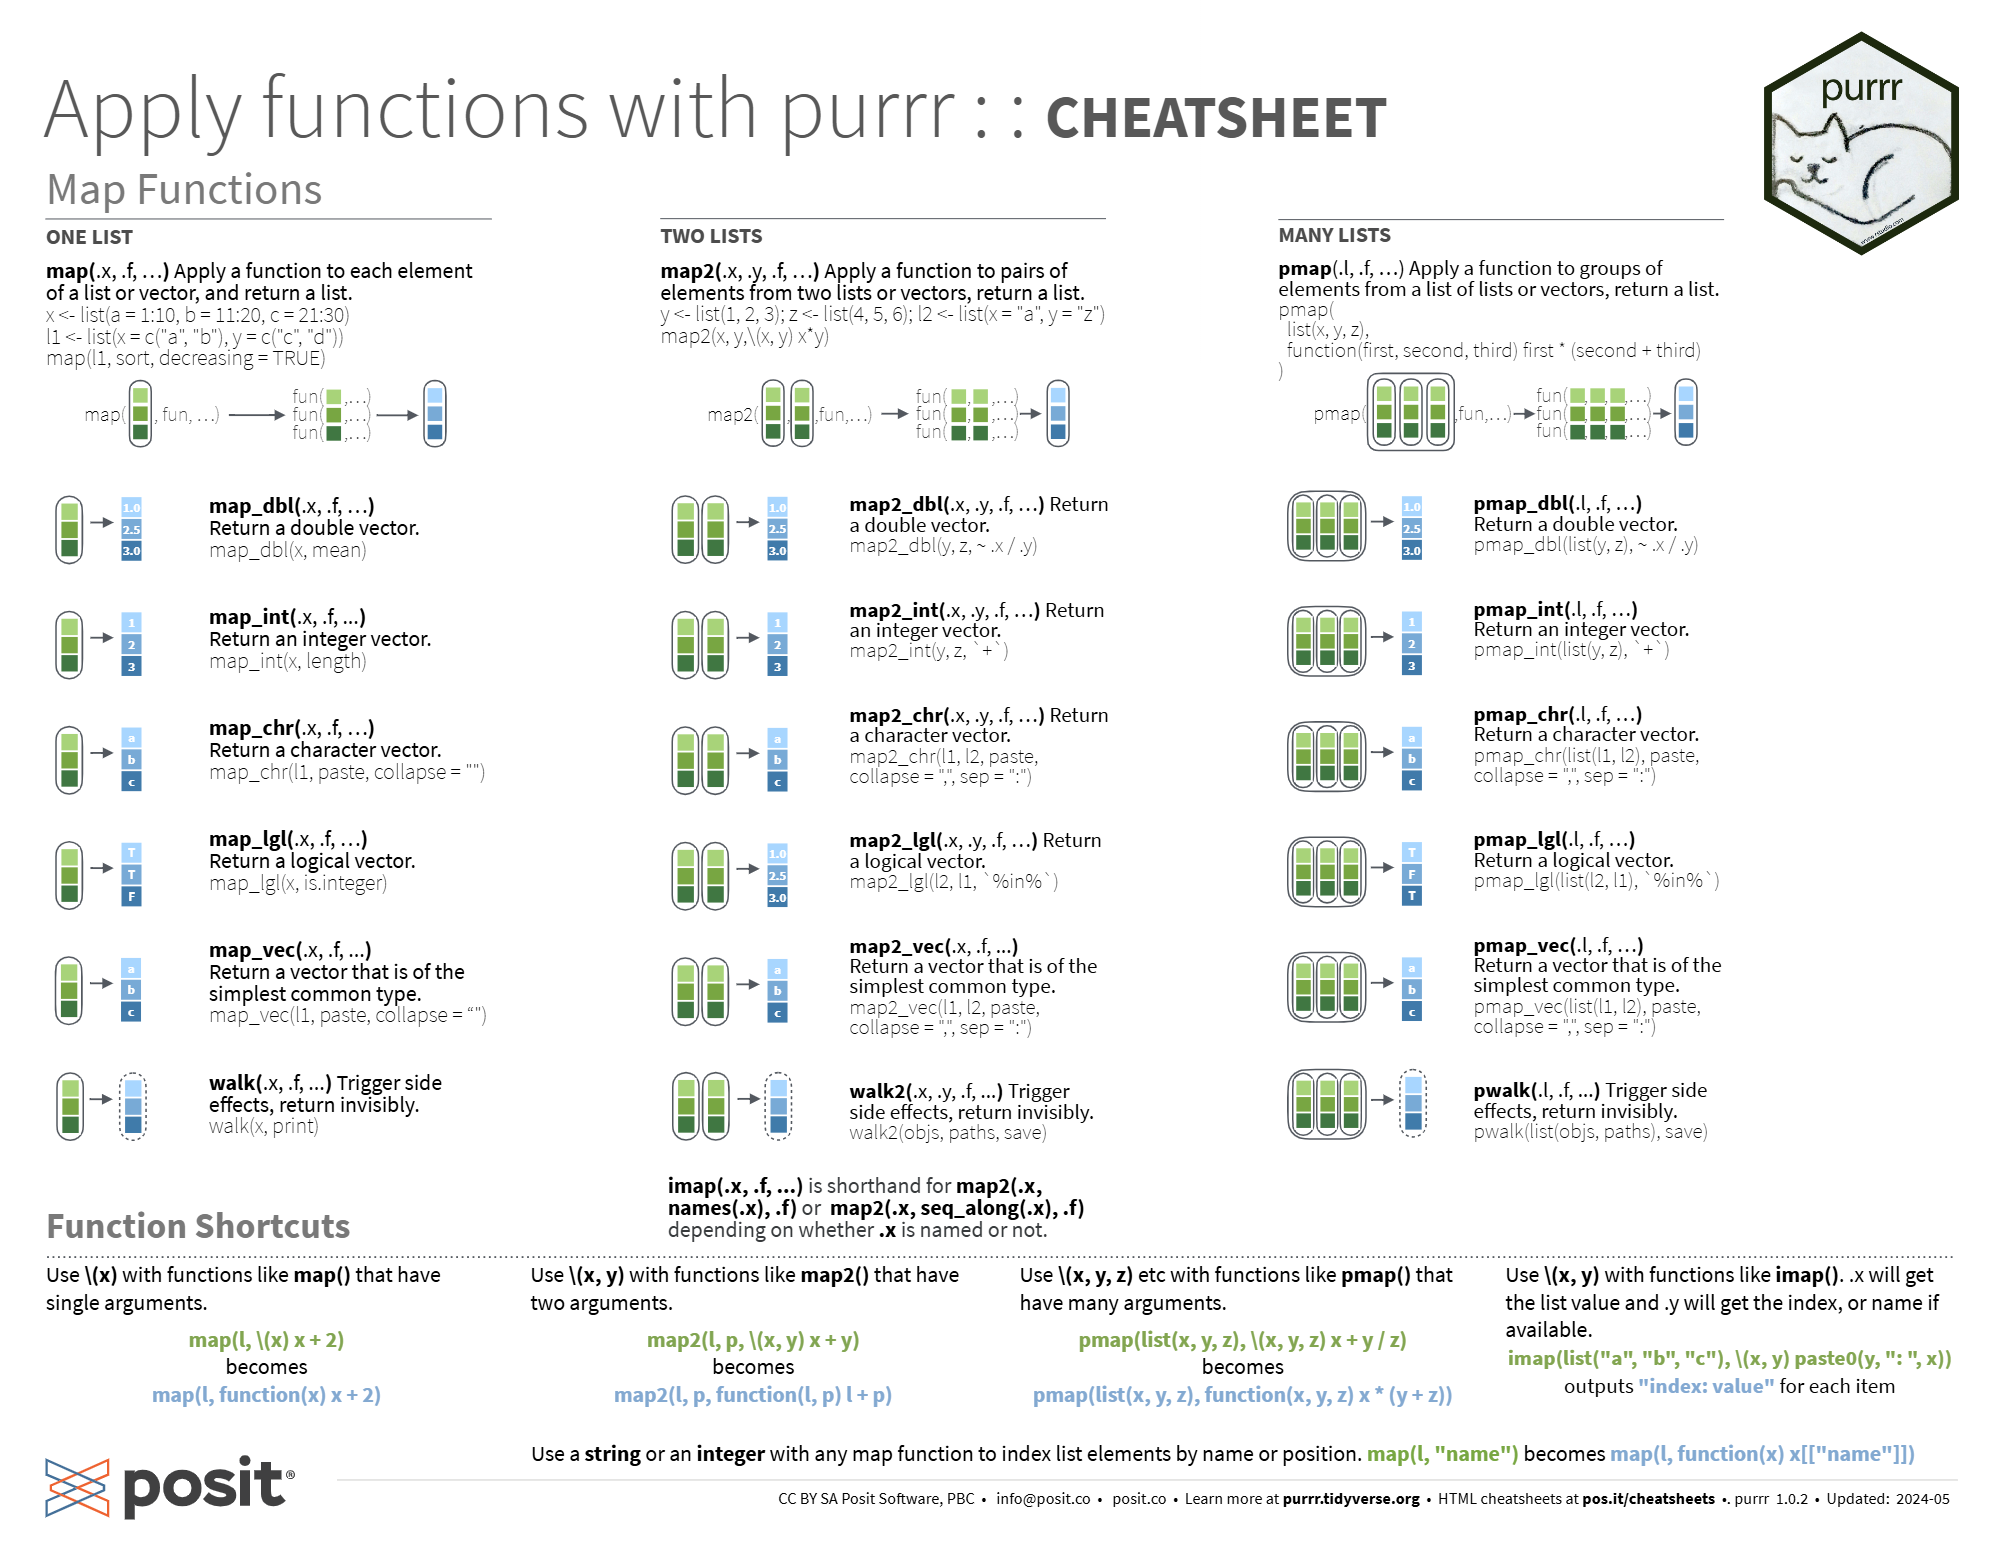 Apply functions with purrr : : CHEATSHEET
purrr
www.rstudio.com
Map Functions
ONE LIST
map(.x, .f, …) Apply a function to each element
of a list or vector, and return a list.
x <- list(a = 1:10, b = 11:20, c = 21:30)
l1 <- list(x = c("a", "b"), y = c("c", "d"))
map(l1, sort, decreasing = TRUE)
map( , fun, …)
fun( ,…)
fun( ,…)
fun( ,…)
1.0
2.5
3.0
map_dbl(.x, .f, …)
Return a double vector.
map_dbl(x, mean)
1
2
3
map_int(.x, .f, ...)
Return an integer vector.
map_int(x, length)
a
b
c
map_chr(.x, .f, …)
Return a character vector.
map_chr(l1, paste, collapse = "")
T
T
F
map_lgl(.x, .f, …)
Return a logical vector.
map_lgl(x, is.integer)
a
b
c
map_vec(.x, .f, ...)
Return a vector that is of the
simplest common type.
map_vec(l1, paste, collapse = “”)
walk(.x, .f, ...) Trigger side
effects, return invisibly.
walk(x, print)
TWO LISTS
map2(.x, .y, .f, …) Apply a function to pairs of
elements from two lists or vectors, return a list.
y <- list(1, 2, 3); z <- list(4, 5, 6); l2 <- list(x = "a", y = "z")
map2(x, y,\(x, y) x*y)
map2( , ,fun,…)
fun( , ,…)
fun( , ,…)
fun( , ,…)
1.0
2.5
3.0
map2_dbl(.x, .y, .f, …) Return
a double vector.
map2_dbl(y, z, ~ .x / .y)
1
2
3
map2_int(.x, .y, .f, …) Return
an integer vector.
map2_int(y, z, `+`)
a
b
c
map2_chr(.x, .y, .f, …) Return
a character vector.
map2_chr(l1, l2, paste,
collapse = ",", sep = ":")
1.0
2.5
3.0
map2_lgl(.x, .y, .f, …) Return
a logical vector.
map2_lgl(l2, l1, `%in%`)
a
b
c
map2_vec(.x, .f, ...)
Return a vector that is of the
simplest common type.
map2_vec(l1, l2, paste,
collapse = ",", sep = ":")
walk2(.x, .y, .f, ...) Trigger
side effects, return invisibly.
walk2(objs, paths, save)
imap(.x, .f, ...) is shorthand for map2(.x,
names(.x), .f) or map2(.x, seq_along(.x), .f)
depending on whether .x is named or not.
MANY LISTS
pmap(.l, .f, …) Apply a function to groups of
elements from a list of lists or vectors, return a list.
pmap(
list(x, y, z),
function(first, second, third) first * (second + third)
)
pmap( ,fun,…)
fun( , , ,…)
fun( , , ,…)
fun( , , ,…)
1.0
2.5
3.0
pmap_dbl(.l, .f, …)
Return a double vector.
pmap_dbl(list(y, z), ~ .x / .y)
1
2
3
pmap_int(.l, .f, …)
Return an integer vector.
pmap_int(list(y, z), `+`)
a
b
c
pmap_chr(.l, .f, …)
Return a character vector.
pmap_chr(list(l1, l2), paste,
collapse = ",", sep = ":")
T
F
T
pmap_lgl(.l, .f, …)
Return a logical vector.
pmap_lgl(list(l2, l1), `%in%`)
a
b
c
pmap_vec(.l, .f, …)
Return a vector that is of the
simplest common type.
pmap_vec(list(l1, l2), paste,
collapse = ",", sep = ":")
pwalk(.l, .f, ...) Trigger side
effects, return invisibly.
pwalk(list(objs, paths), save)
Function Shortcuts
Use \(x) with functions like map() that have
single arguments.
map(l, \(x) x + 2)
becomes
map(l, function(x) x + 2)
Use \(x, y) with functions like map2() that have
two arguments.
map2(l, p, \(x, y) x + y)
becomes
map2(l, p, function(l, p) l + p)
Use \(x, y, z) etc with functions like pmap() that
have many arguments.
pmap(list(x, y, z), \(x, y, z) x + y / z)
becomes
pmap(list(x, y, z), function(x, y, z) x * (y + z))
Use \(x, y) with functions like imap(). .x will get
the list value and .y will get the index, or name if
available.
imap(list("a", "b", "c"), \(x, y) paste0(y, ": ", x))
outputs "index: value" for each item
Use a string or an integer with any map function to index list elements by name or position. map(l, "name") becomes map(l, function(x) x[["name"]])
posit®
CC BY SA Posit Software, PBC • info@posit.co • posit.co • Learn more at purrr.tidyverse.org • HTML cheatsheets at pos.it/cheatsheets •. purrr 1.0.2 • Updated: 2024-05